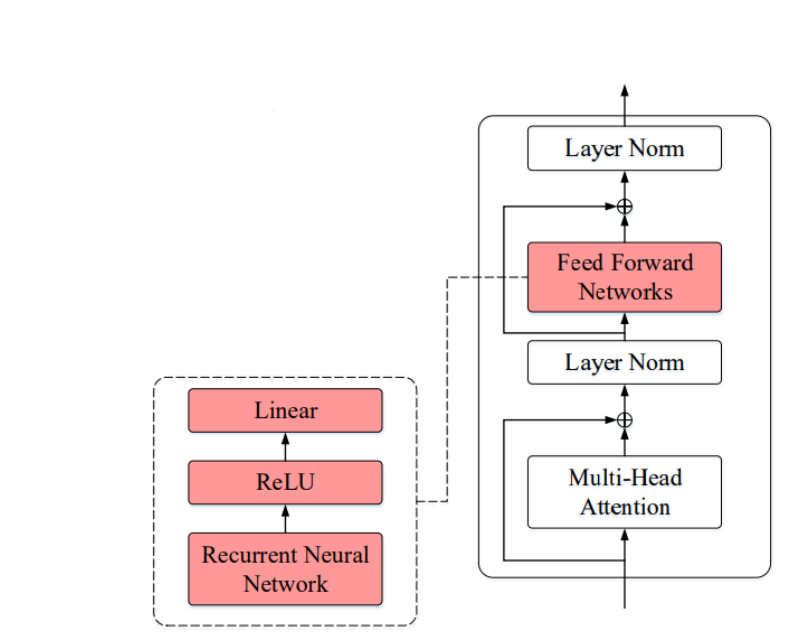 Layer Norm
Feed Forward
Networks
Layer Norm
Multi-Head
Attention
Linear
ReLU
Recurrent Neural
Network